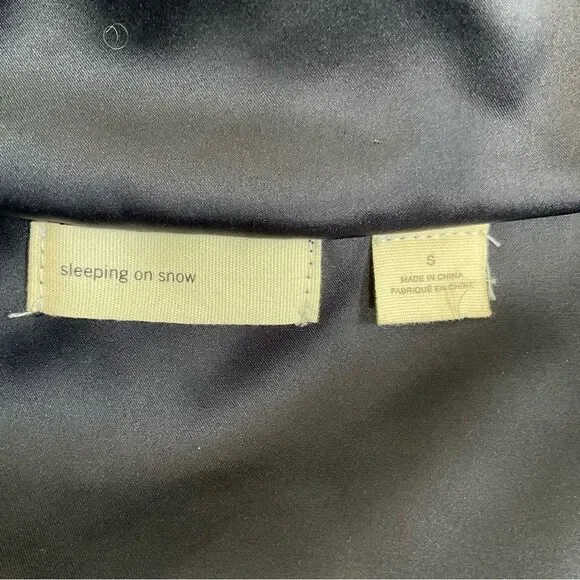 sleeping on snow
S
MADE IN CHINA
FABRIQUÉ EN CHINE